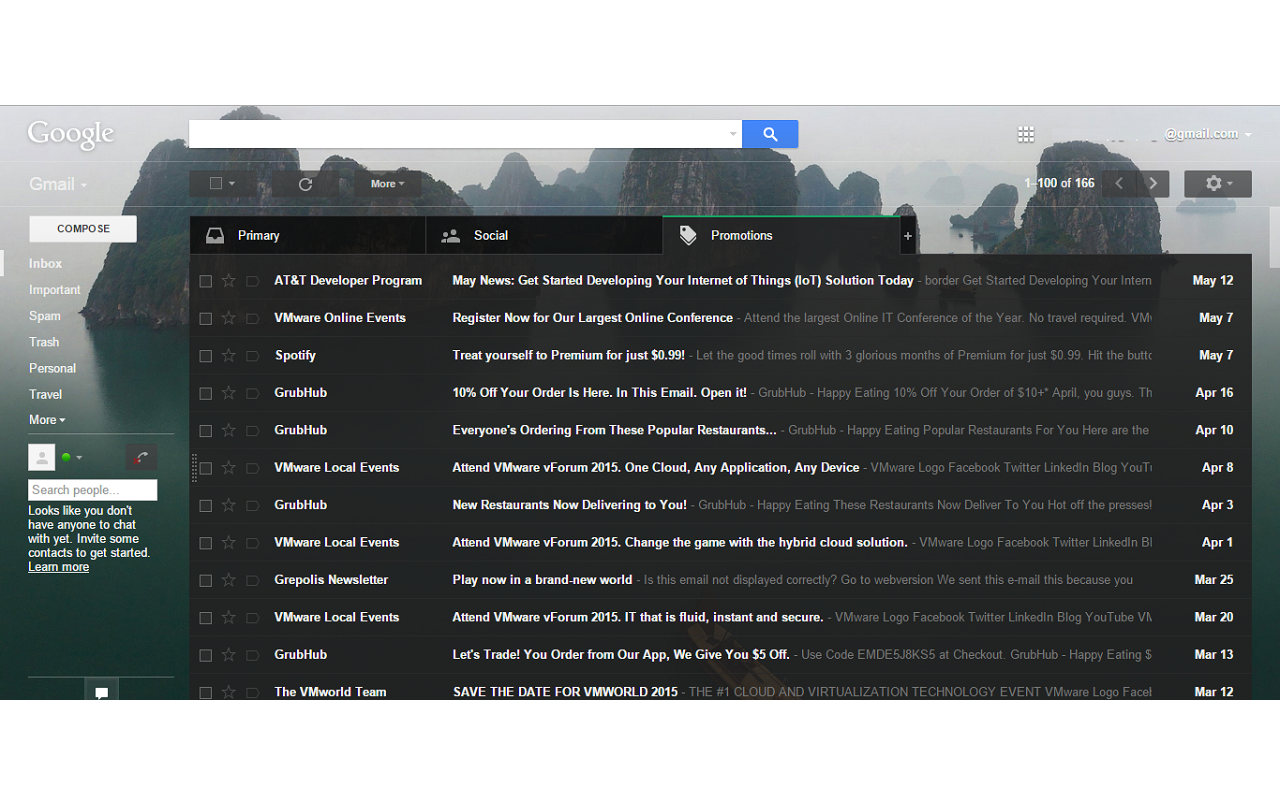 Google
@gmail.com
Gmail
More
1–100 of 166
COMPOSE
Primary
Social
Promotions
+
Inbox
Important
Spam
Trash
Personal
Travel
More
Search people...
Looks like you don't
have anyone to chat
with yet. Invite some
contacts to get started.
Learn more
AT&T Developer Program May News: Get Started Developing Your Internet of Things (IoT) Solution Today - border Get Started Developing Your Intern May 12
VMware Online Events Register Now for Our Largest Online Conference - Attend the largest Online IT Conference of the Year. No travel required. VMw May 7
Spotify Treat yourself to Premium for just $0.99! - Let the good times roll with 3 glorious months of Premium for just $0.99. Hit the butto May 7
GrubHub 10% Off Your Order Is Here. In This Email. Open it! - GrubHub - Happy Eating 10% Off Your Order of $10+* April, you guys. Th Apr 16
GrubHub Everyone's Ordering From These Popular Restaurants... - GrubHub - Happy Eating Popular Restaurants For You Here are the Apr 10
VMware Local Events Attend VMware vForum 2015. One Cloud, Any Application, Any Device - VMware Logo Facebook Twitter LinkedIn Blog YouTu Apr 8
GrubHub New Restaurants Now Delivering to You! - GrubHub - Happy Eating These Restaurants Now Deliver To You Hot off the presses! Apr 3
VMware Local Events Attend VMware vForum 2015. Change the game with the hybrid cloud solution. - VMware Logo Facebook Twitter LinkedIn Bl Apr 1
Grepolis Newsletter Play now in a brand-new world - Is this email not displayed correctly? Go to webversion We sent this e-mail this because you Mar 25
VMware Local Events Attend VMware vForum 2015. IT that is fluid, instant and secure. - VMware Logo Facebook Twitter LinkedIn Blog YouTube VM Mar 20
GrubHub Let's Trade! You Order from Our App, We Give You $5 Off. - Use Code EMDE5J8KS5 at Checkout. GrubHub - Happy Eating $ Mar 13
The VMworld Team SAVE THE DATE FOR VMWORLD 2015 - THE #1 CLOUD AND VIRTUALIZATION TECHNOLOGY EVENT VMware Logo Faceb Mar 12